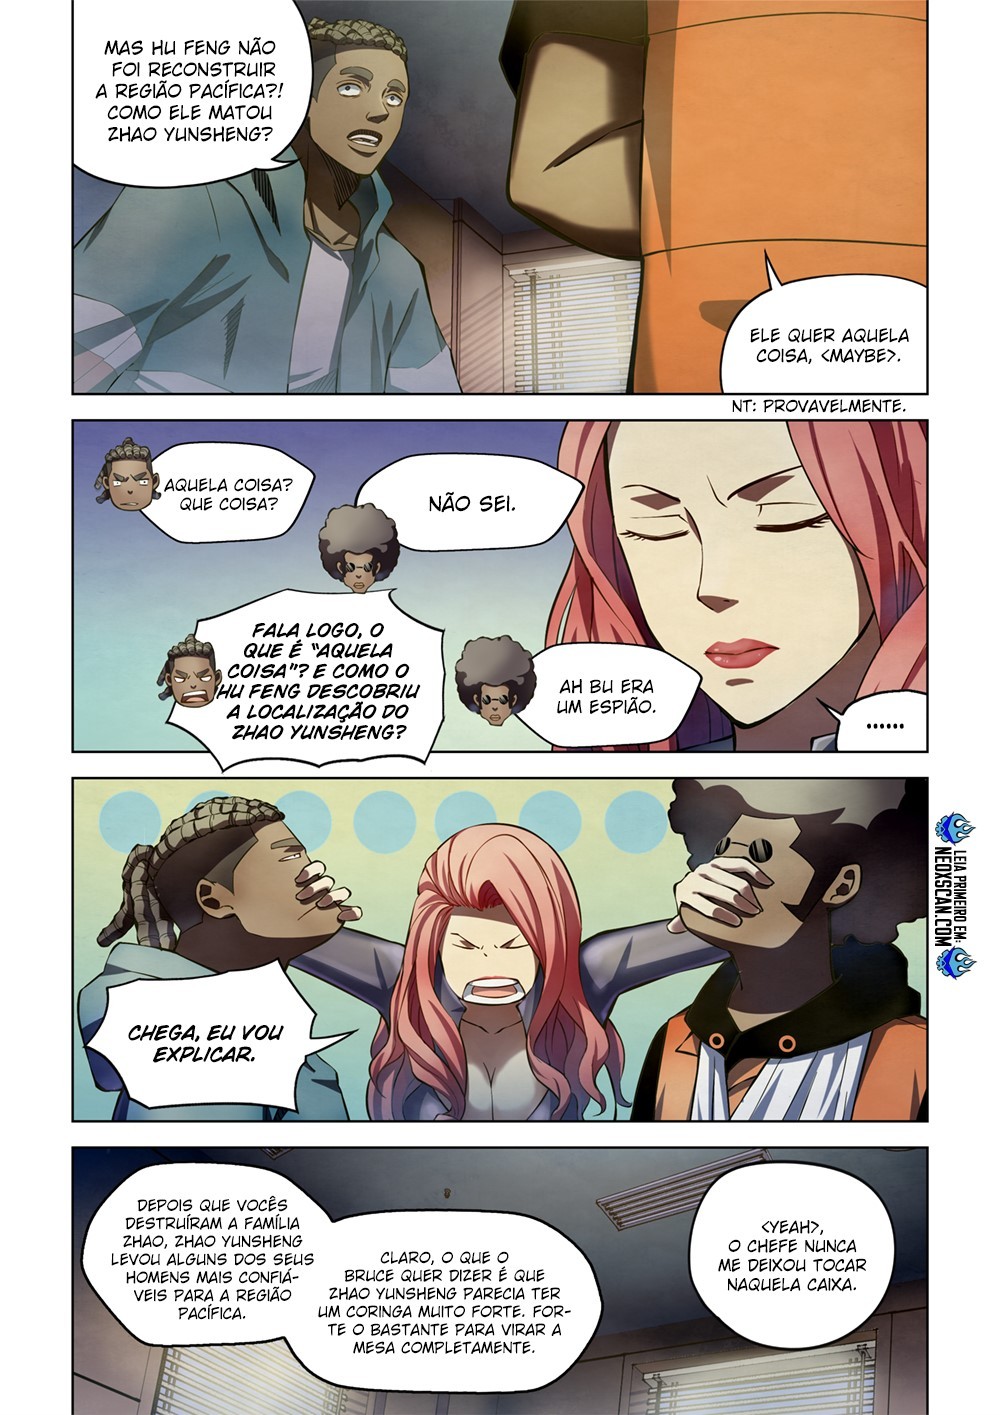 MAS HU FENG NÃO
FOI RECONSTRUIR
A REGIÃO PACÍFICA?!
COMO ELE MATOU
ZHAO YUNSHENG?
ELE QUER AQUELA
COISA, <MAYBE>.
NT: PROVAVELMENTE.
AQUELA COISA?
QUE COISA?
NÃO SEI.
FALA LOGO, O
QUE É “AQUELA
COISA”? E COMO O
HU FENG DESCOBRIU
A LOCALIZAÇÃO DO
ZHAO YUNSHENG?
AH BU ERA
UM ESPIÃO.
......
CHEGA, EU VOU
EXPLICAR.
LEIA PRIMEIRO EM:
NEOXSCAN.COM
DEPOIS QUE VOCÊS
DESTRUÍRAM A FAMÍLIA
ZHAO, ZHAO YUNSHENG
LEVOU ALGUNS DOS SEUS
HOMENS MAIS CONFIÁ-
VEIS PARA A REGIÃO
PACÍFICA.
CLARO, O QUE O
BRUCE QUER DIZER É QUE
ZHAO YUNSHENG PARECIA TER
UM CORINGA MUITO FORTE. FOR-
TE O BASTANTE PARA VIRAR A
MESA COMPLETAMENTE.
<YEAH>,
O CHEFE NUNCA
ME DEIXOU TOCAR
NAQUELA CAIXA.